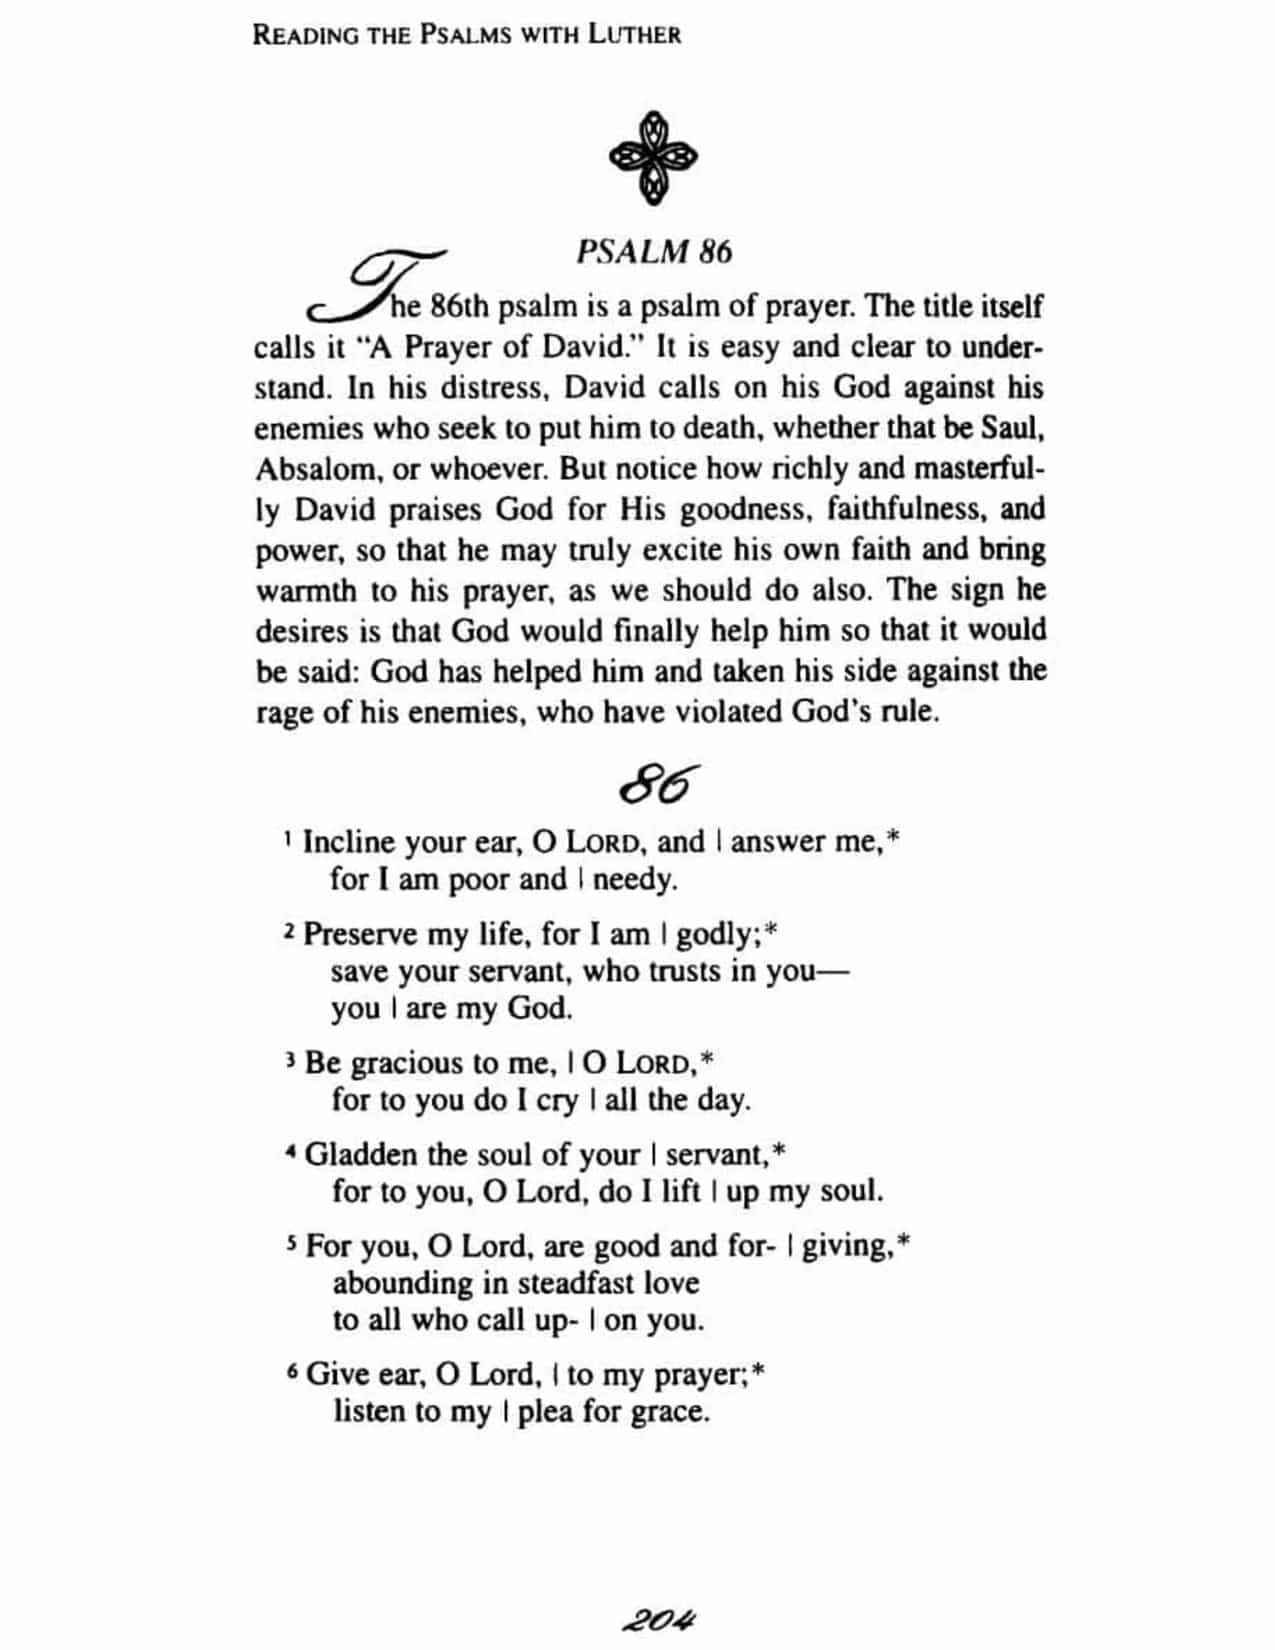 READING THE PSALMS WITH LUTHER
PSALM 86
The 86th psalm is a psalm of prayer. The title itself
calls it "A Prayer of David." It is easy and clear to under-
stand. In his distress, David calls on his God against his
enemies who seek to put him to death, whether that be Saul,
Absalom, or whoever. But notice how richly and masterful-
ly David praises God for His goodness, faithfulness, and
power, so that he may truly excite his own faith and bring
warmth to his prayer, as we should do also. The sign he
desires is that God would finally help him so that it would
be said: God has helped him and taken his side against the
rage of his enemies, who have violated God's rule.
86
1 Incline your ear, O LORD, and | answer me,*
for I am poor and | needy.
2 Preserve my life, for I am | godly;*
save your servant, who trusts in you—
you | are my God.
3 Be gracious to me, | O LORD,*
for to you do I cry | all the day.
4 Gladden the soul of your | servant,*
for to you, O Lord, do I lift | up my soul.
5 For you, O Lord, are good and for- | giving,*
abounding in steadfast love
to all who call up- | on you.
6 Give ear, O Lord, | to my prayer;*
listen to my | plea for grace.
204